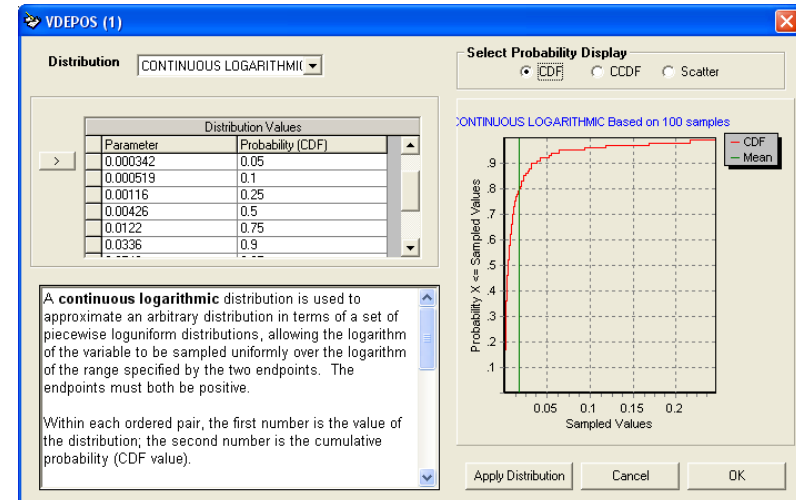 VDEPOS (1)
Distribution
CONTINUOUS LOGARITHMI
Select Probability Display
CDF
CCDF
Scatter
Distribution Values
Parameter Probability (CDF)
0.000342 0.05
0.000519 0.1
0.00116 0.25
0.00426 0.5
0.0122 0.75
0.0336 0.9
>
A continuous logarithmic distribution is used to
approximate an arbitrary distribution in terms of a set of
piecewise loguniform distributions, allowing the logarithm
of the variable to be sampled uniformly over the logarithm
of the range specified by the two endpoints. The
endpoints must both be positive.
Within each ordered pair, the first number is the value of
the distribution; the second number is the cumulative
probability (CDF value).
CONTINUOUS LOGARITHMIC Based on 100 samples
CDF
Mean
Probability X <= Sampled Values
.9
.8
.7
.6
.5
.4
.3
.2
.1
0.05 0.1 0.15 0.2
Sampled Values
Apply Distribution
Cancel
OK